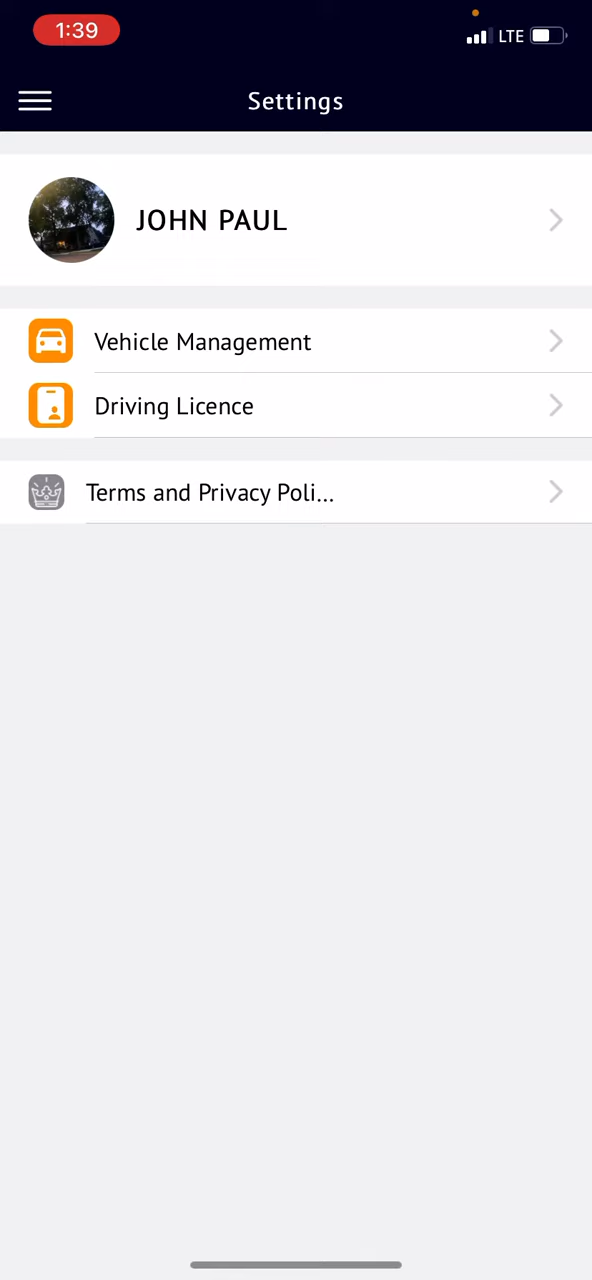 1:39
LTE
Settings
JOHN PAUL
Vehicle Management
Driving Licence
Terms and Privacy Poli...